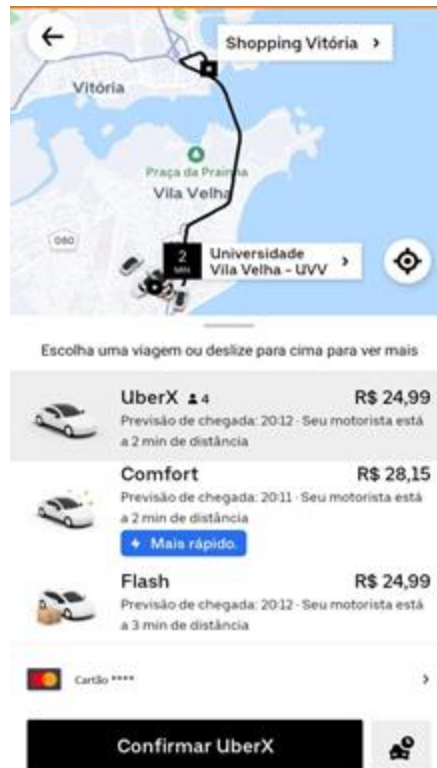 Shopping Vitória
Vitória
Praça da Prainha
Vila Velha
060
2
MIN
Universidade
Vila Velha - UVV
Escolha uma viagem ou deslize para cima para ver mais
UberX 4
R$ 24,99
Previsão de chegada: 20:12 · Seu motorista está
a 2 min de distância
Comfort
R$ 28,15
Previsão de chegada: 20:11 · Seu motorista está
a 2 min de distância
Mais rápido.
Flash
R$ 24,99
Previsão de chegada: 20:12 · Seu motorista está
a 3 min de distância
Cartão ****
Confirmar UberX